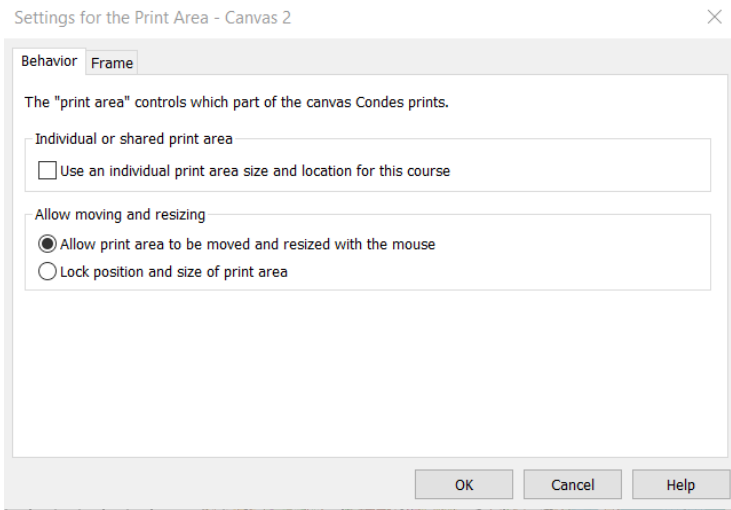 Settings for the Print Area - Canvas 2
Behavior
Frame
The "print area" controls which part of the canvas Condes prints.
Individual or shared print area
Use an individual print area size and location for this course
Allow moving and resizing
Allow print area to be moved and resized with the mouse
Lock position and size of print area
OK
Cancel
Help